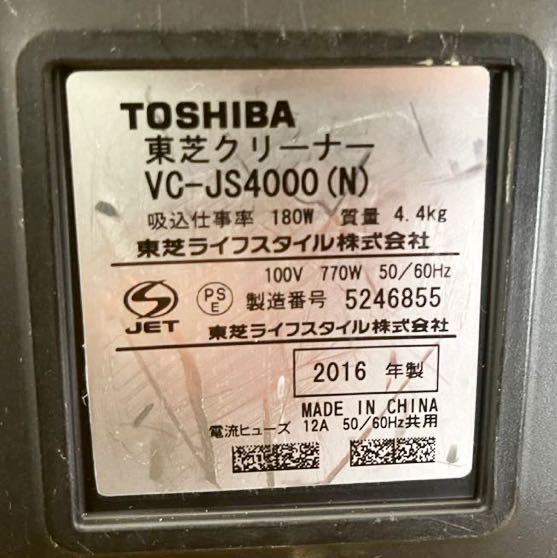 TOSHIBA
東芝クリーナー
VC-JS4000(N)
吸込仕事率 180W 質量 4.4kg
東芝ライフスタイル株式会社
100V 770W 50/60Hz
S JET PSE 製造番号 5246855
東芝ライフスタイル株式会社
2016 年製
MADE IN CHINA
電流ヒューズ 12A 50/60Hz共用